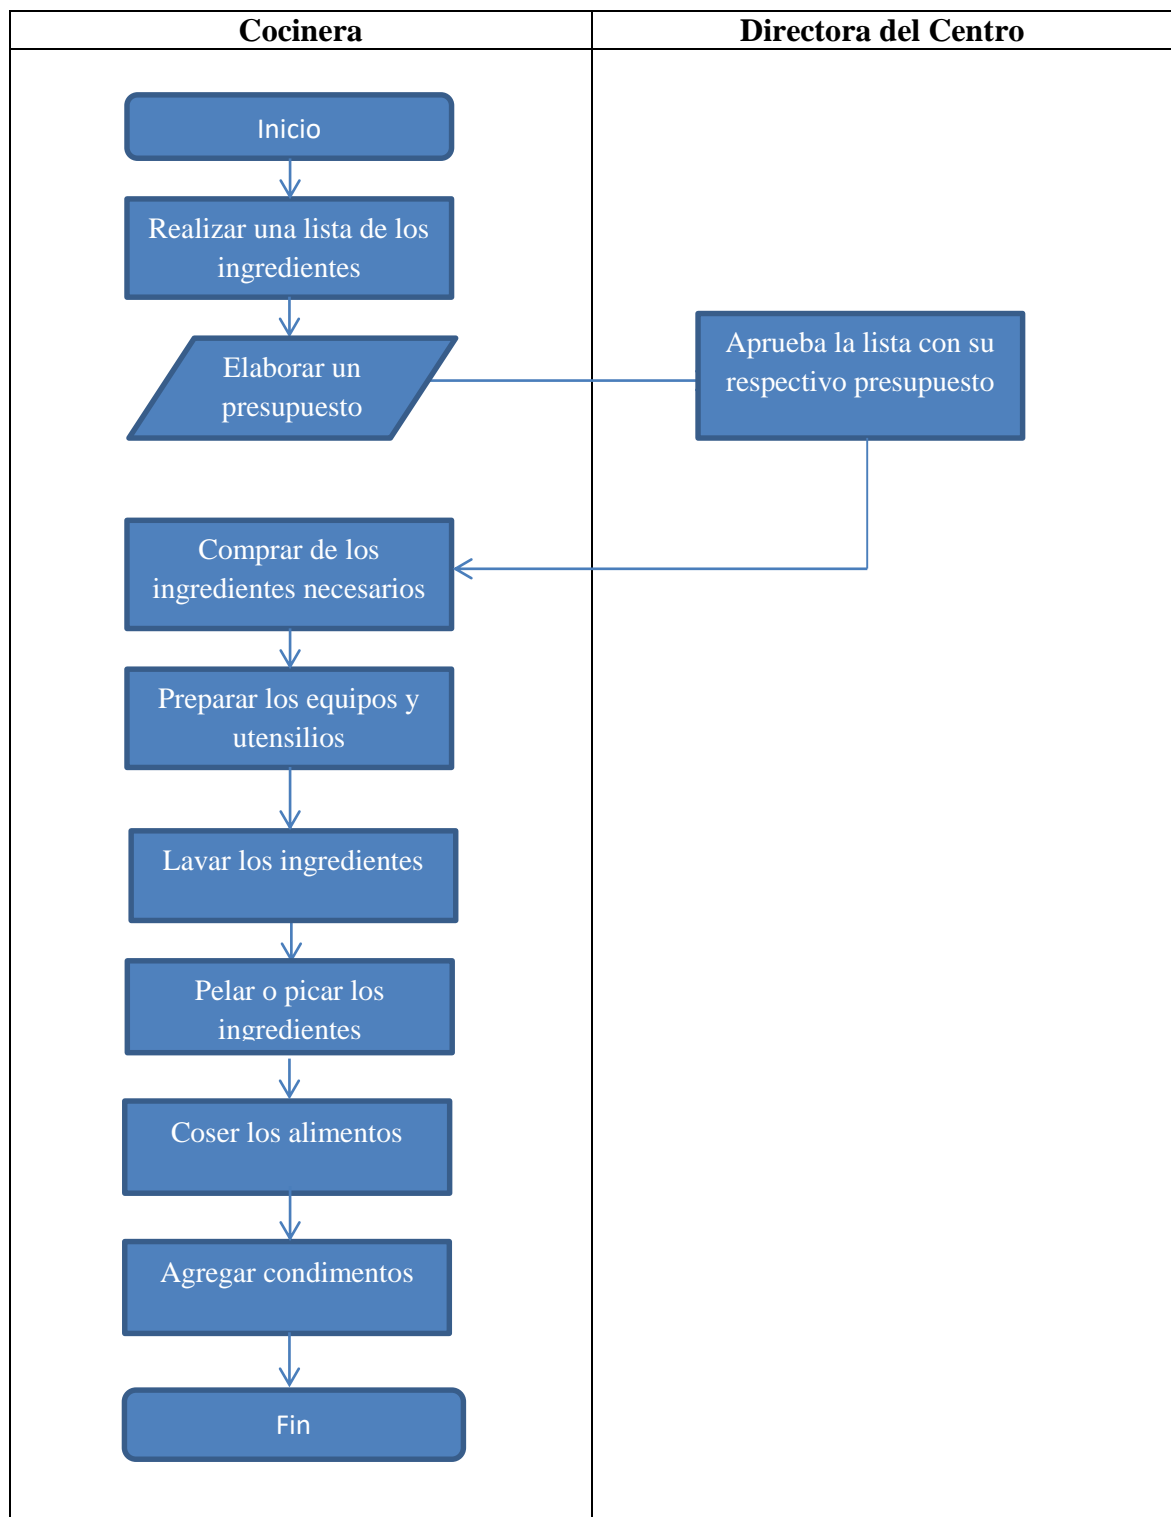 Cocinera
Directora del Centro
Inicio
Realizar una lista de los
ingredientes
Elaborar un
presupuesto
Aprueba la lista con su
respectivo presupuesto
Comprar de los
ingredientes necesarios
Preparar los equipos y
utensilios
Lavar los ingredientes
Pelar o picar los
ingredientes
Coser los alimentos
Agregar condimentos
Fin